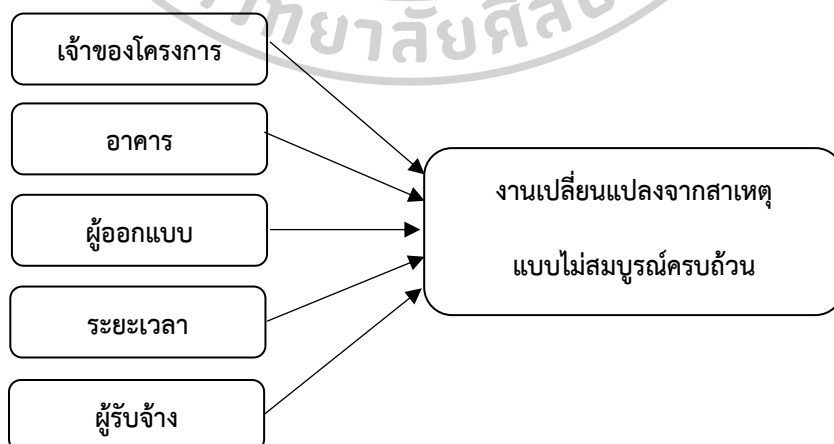 เจ้าของโครงการ
อาคาร
ผู้ออกแบบ
ระยะเวลา
ผู้รับจ้าง
งานเปลี่ยนแปลงจากสาเหตุ
แบบไม่สมบูรณ์ครบถ้วน